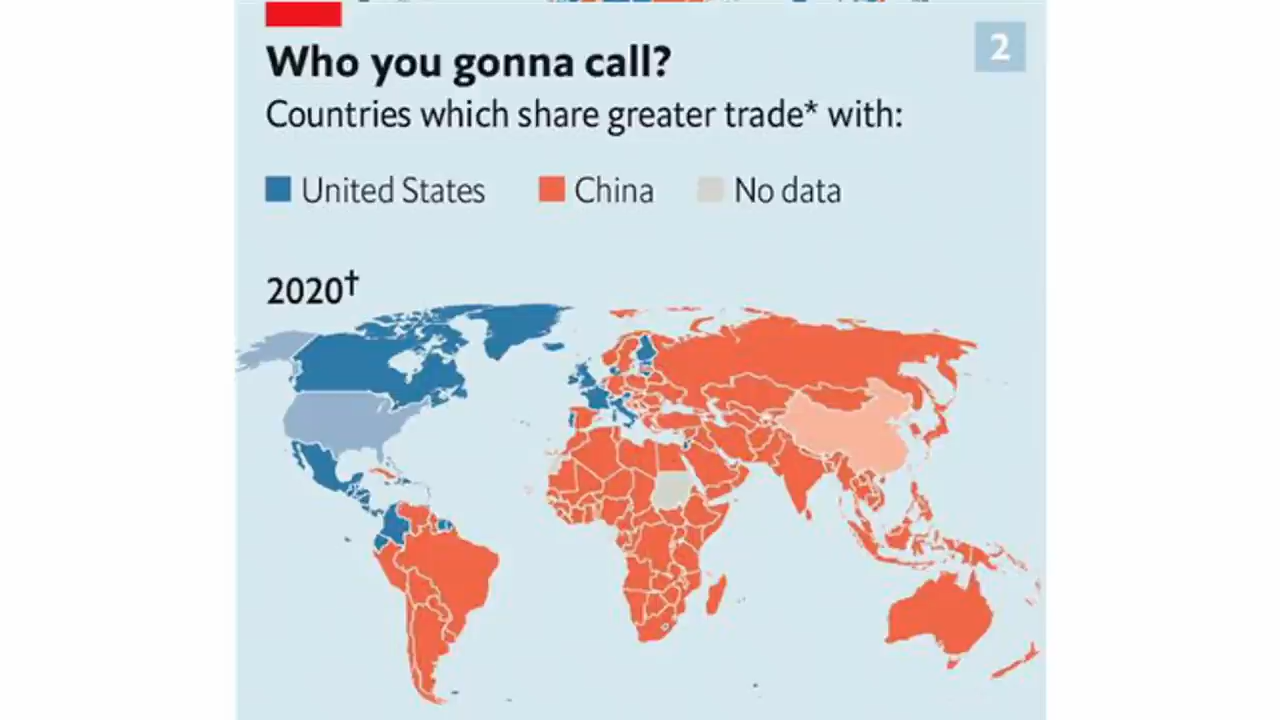 2
Who you gonna call?
Countries which share greater trade* with:
United States China No data
2020†